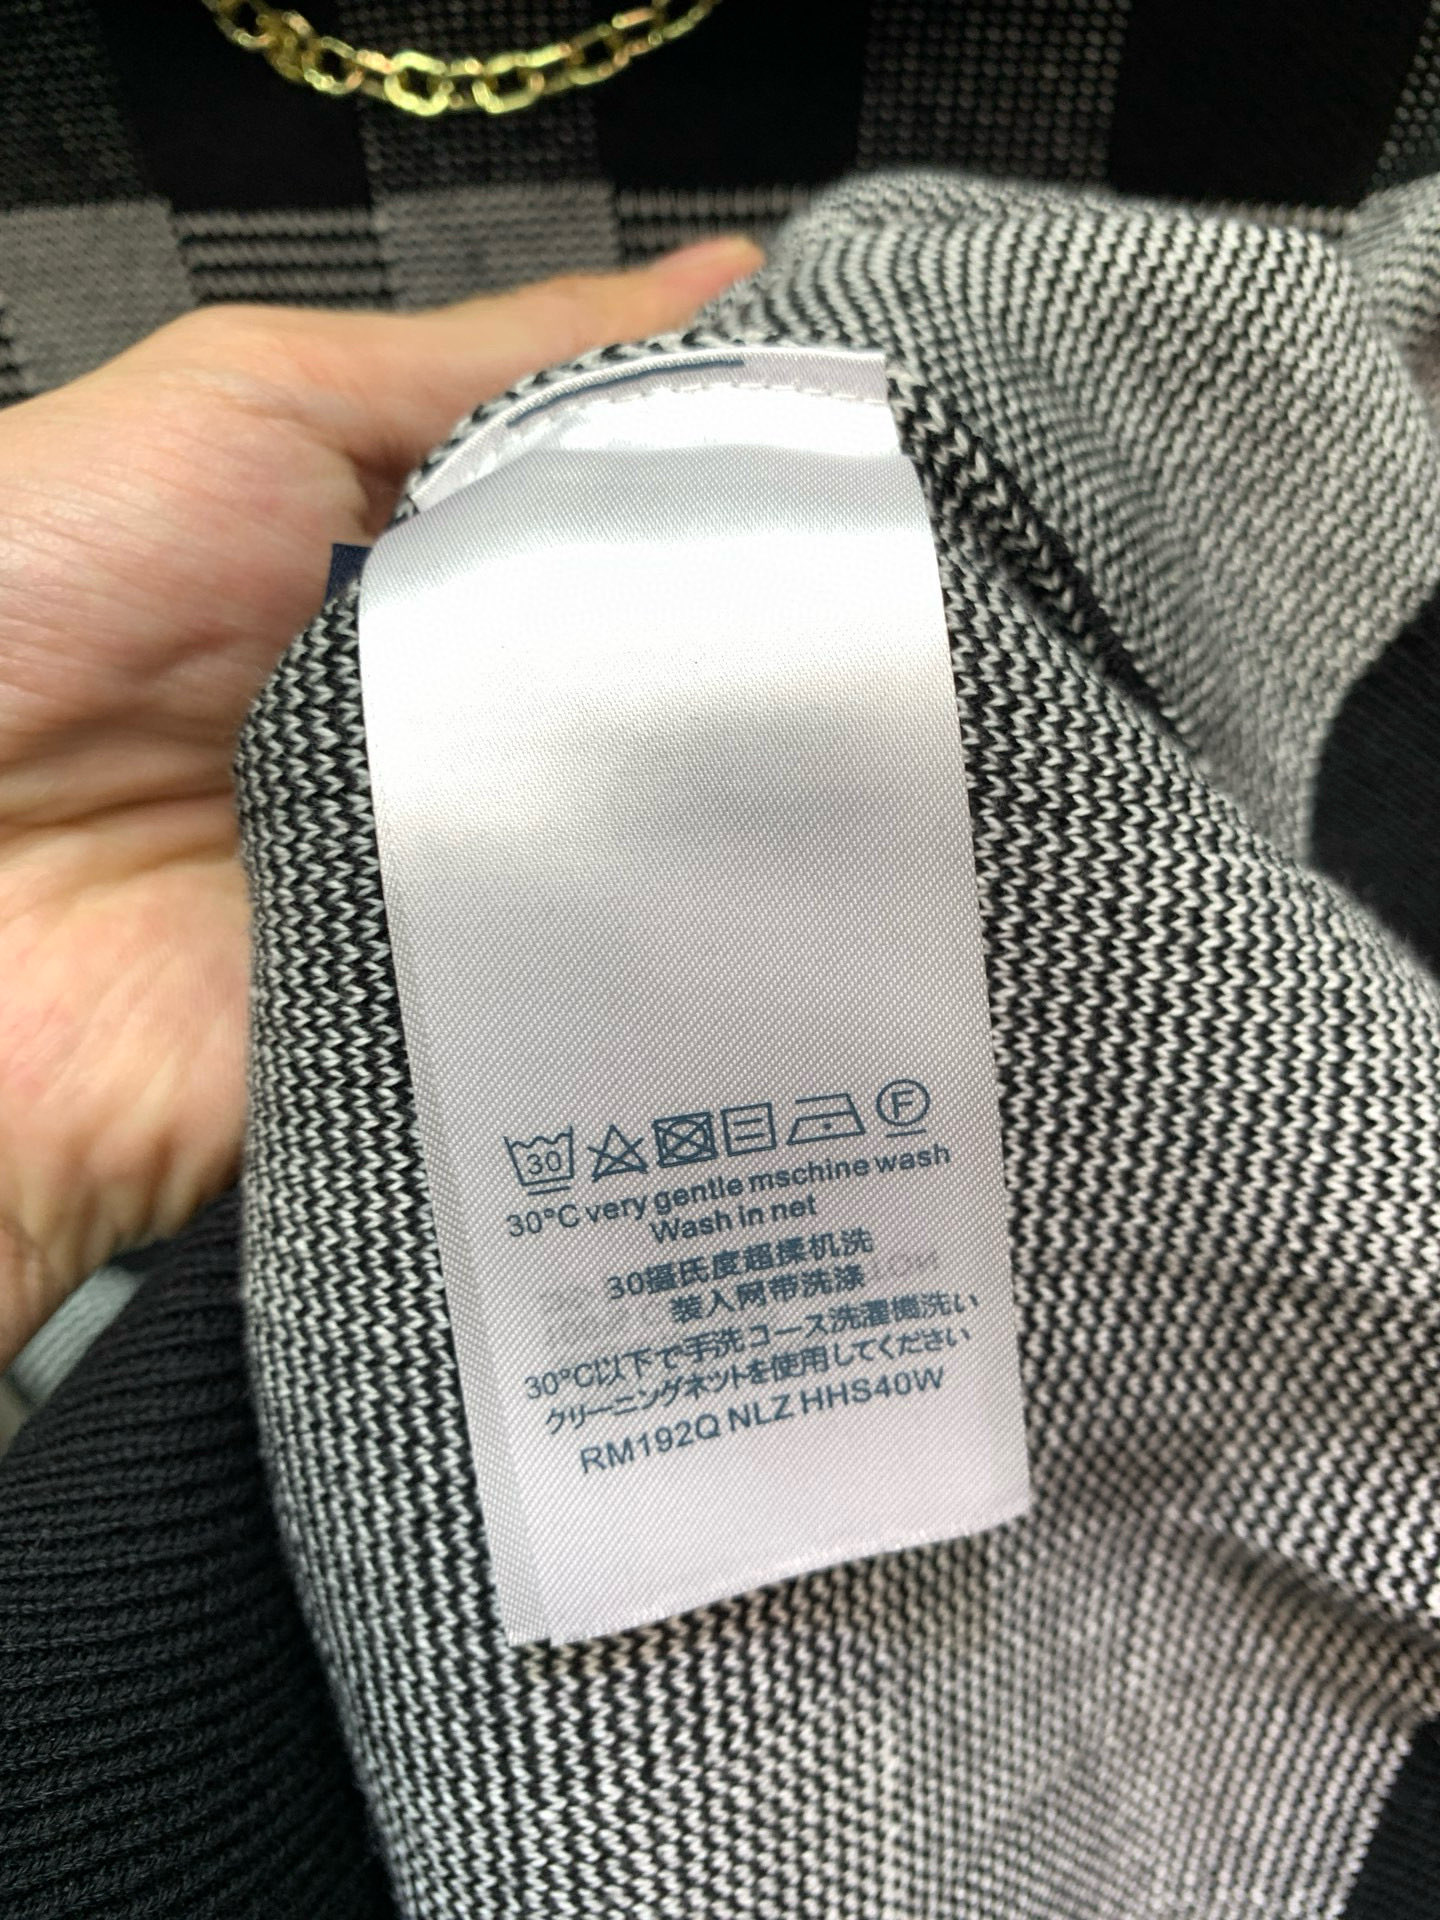 30 F
30°C very gentle mschine wash
Wash in net
30摄氏度超揉机洗
装入网带洗涤
30°C以下で手洗コース洗濯機洗い
クリーニングネットを使用してください
RM192Q NLZ HHS40W